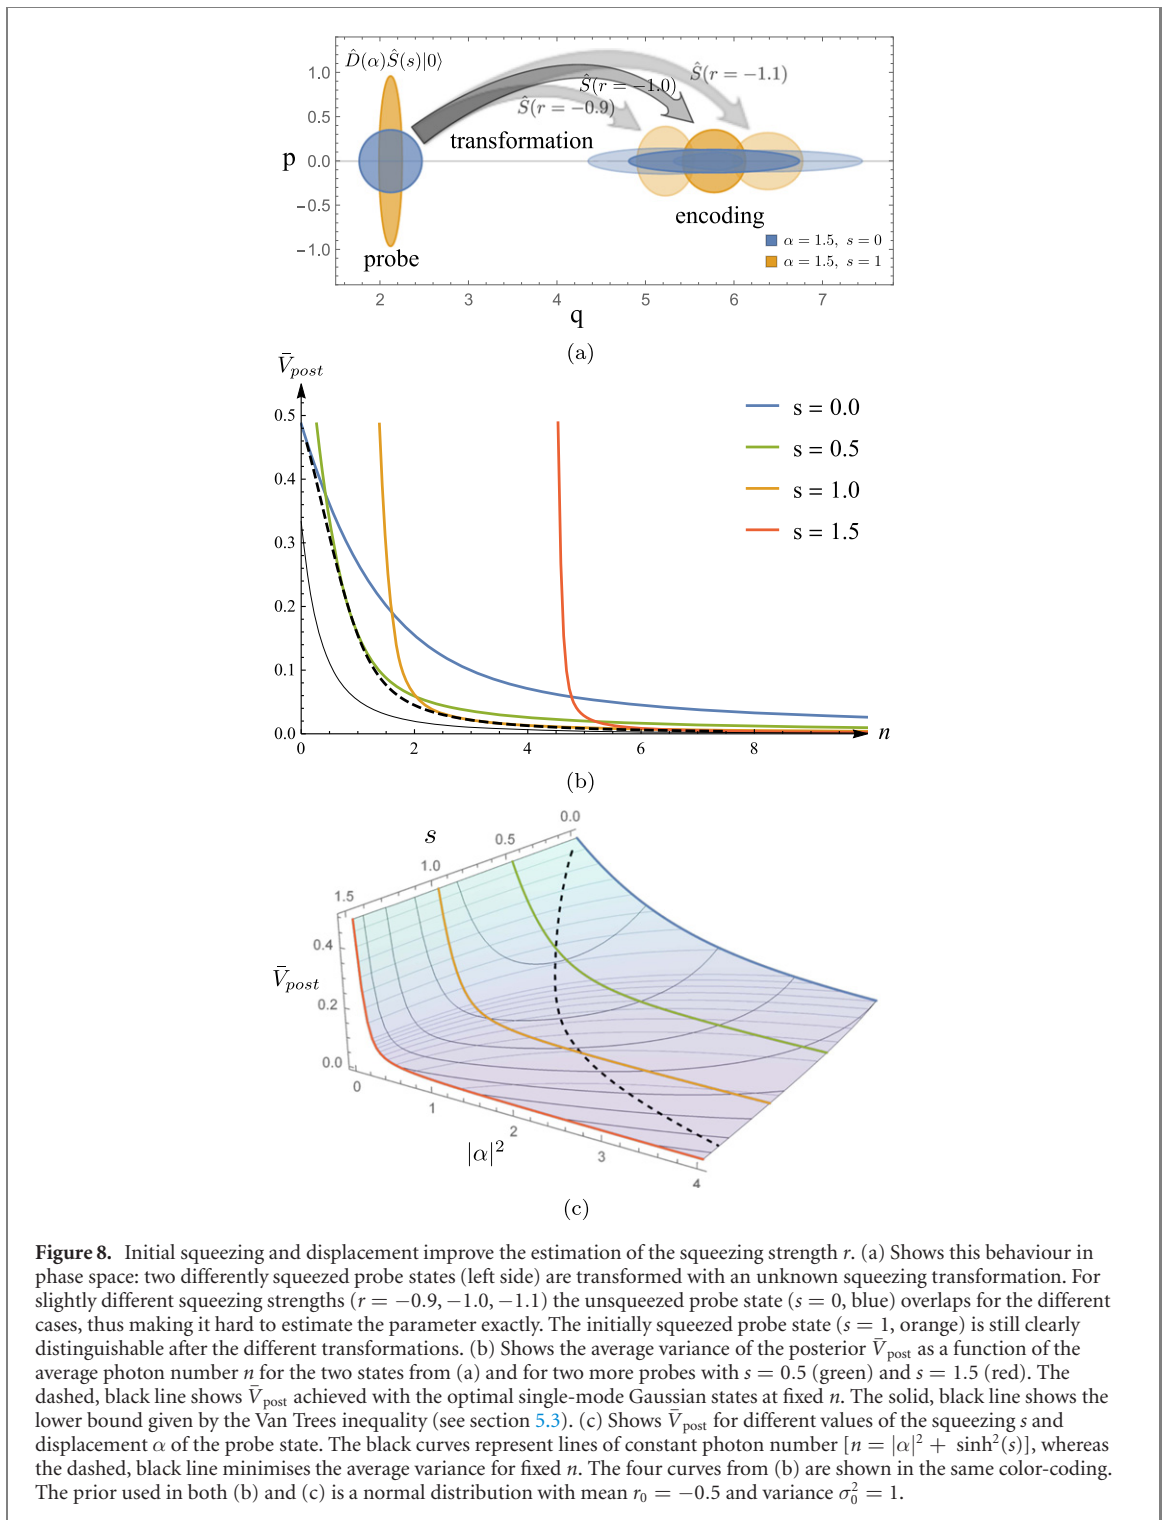 D̂(α)Ŝ(s)|0⟩
Ŝ(r = −1.1)
Ŝ(r = −1.0)
Ŝ(r = −0.9)
transformation
1.0
0.5
p 0.0
−0.5
−1.0
encoding
probe
α = 1.5, s = 0
α = 1.5, s = 1
2 3 4 5 6 7
q
(a)
V̄post
0.5
0.4
0.3
0.2
0.1
0.0
s = 0.0
s = 0.5
s = 1.0
s = 1.5
0 2 4 6 8 n
(b)
s
0.0
0.5
1.0
1.5
0.4
V̄post
0.2
0.0
0
1
2
3
4
|α|²
(c)
Figure 8. Initial squeezing and displacement improve the estimation of the squeezing strength r. (a) Shows this behaviour in
phase space: two differently squeezed probe states (left side) are transformed with an unknown squeezing transformation. For
slightly different squeezing strengths (r = −0.9, −1.0, −1.1) the unsqueezed probe state (s = 0, blue) overlaps for the different
cases, thus making it hard to estimate the parameter exactly. The initially squeezed probe state (s = 1, orange) is still clearly
distinguishable after the different transformations. (b) Shows the average variance of the posterior V̄post as a function of the
average photon number n for the two states from (a) and for two more probes with s = 0.5 (green) and s = 1.5 (red). The
dashed, black line shows V̄post achieved with the optimal single-mode Gaussian states at fixed n. The solid, black line shows the
lower bound given by the Van Trees inequality (see section 5.3). (c) Shows V̄post for different values of the squeezing s and
displacement α of the probe state. The black curves represent lines of constant photon number [n = |α|² + sinh²(s)], whereas
the dashed, black line minimises the average variance for fixed n. The four curves from (b) are shown in the same color-coding.
The prior used in both (b) and (c) is a normal distribution with mean r₀ = −0.5 and variance σ₀² = 1.